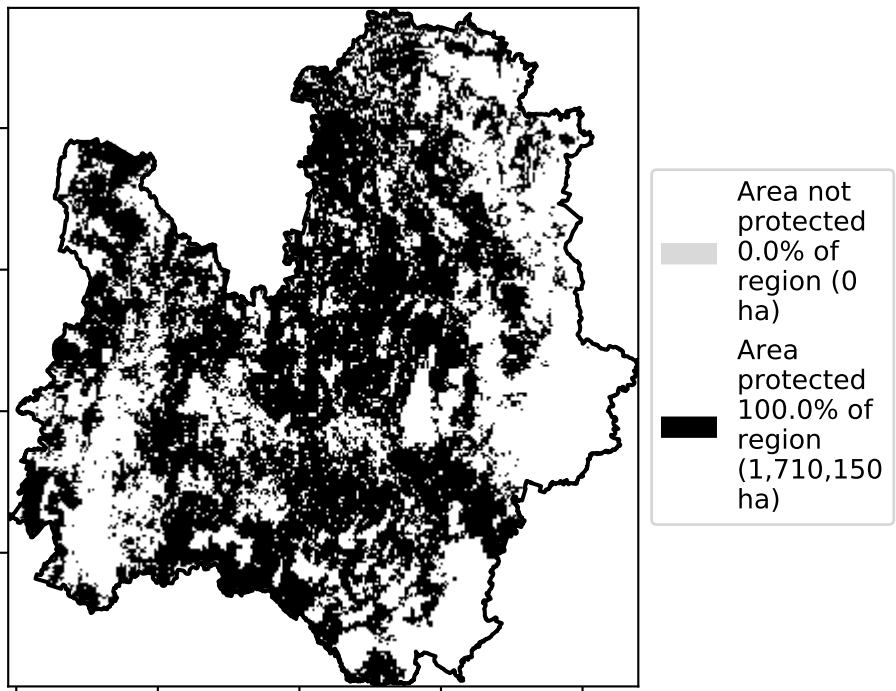 Area not
protected
0.0% of
region (0
ha)
Area
protected
100.0% of
region
(1,710,150
ha)